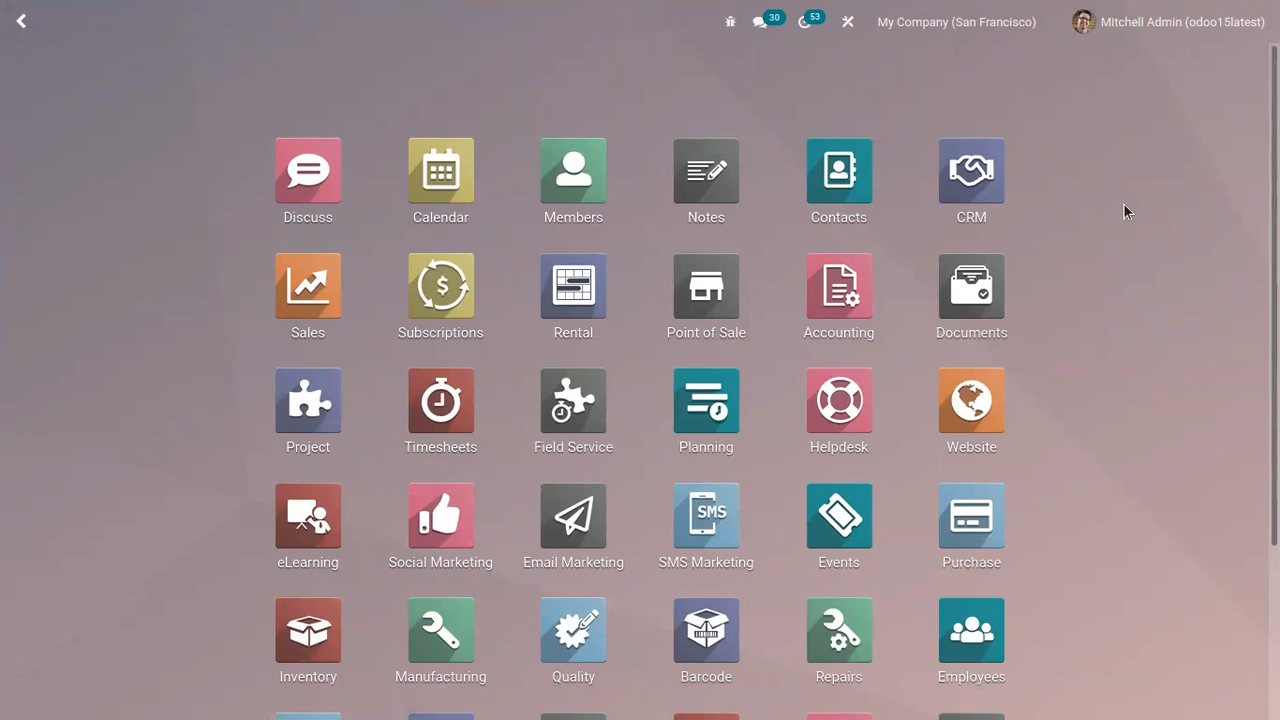 30 53 My Company (San Francisco) Mitchell Admin (odoo15latest)
Discuss Calendar Members Notes Contacts CRM
Sales Subscriptions Rental Point of Sale Accounting Documents
Project Timesheets Field Service Planning Helpdesk Website
SMS
eLearning Social Marketing Email Marketing SMS Marketing Events Purchase
Inventory Manufacturing Quality Barcode Repairs Employees